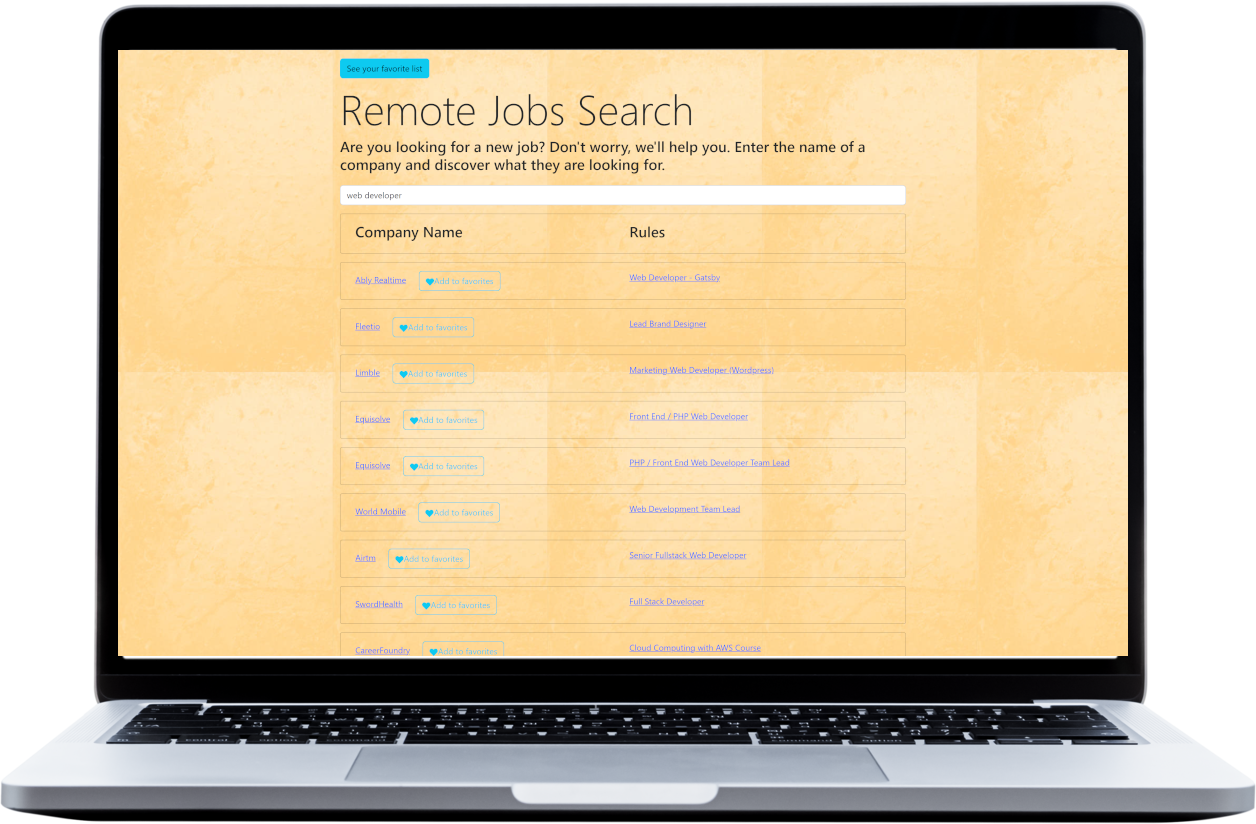 See your favorite list
Remote Jobs Search
Are you looking for a new job? Don't worry, we'll help you. Enter the name of a
company and discover what they are looking for.
web developer
Company Name Rules
Ably Realtime Add to favorites Web Developer - Gatsby
Fleetio Add to favorites Lead Brand Designer
Limble Add to favorites Marketing Web Developer (Wordpress)
Equisolve Add to favorites Front End / PHP Web Developer
Equisolve Add to favorites PHP / Front End Web Developer Team Lead
World Mobile Add to favorites Web Development Team Lead
Airtm Add to favorites Senior Fullstack Web Developer
SwordHealth Add to favorites Full Stack Developer
CareerFoundry Add to favorites Cloud Computing with AWS Course
control option command command option